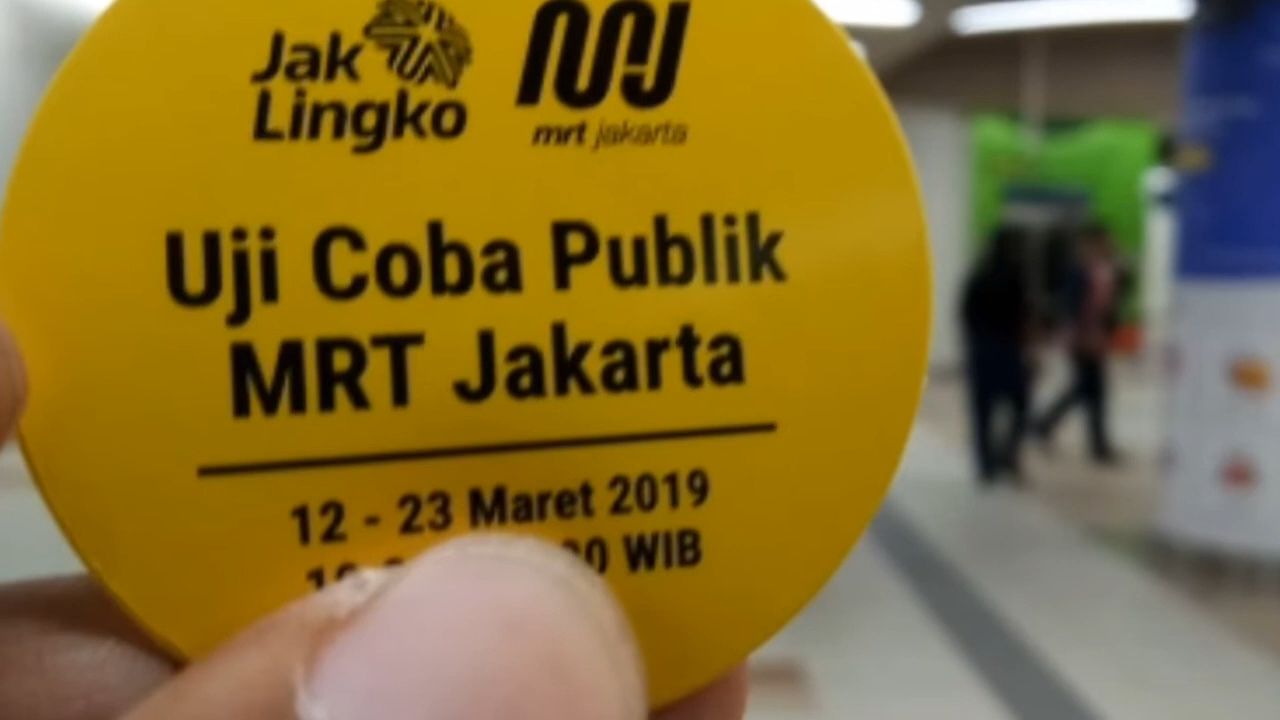 Jak
Lingko
mrt jakarta
Uji Coba Publik
MRT Jakarta
12 - 23 Maret 2019
WIB